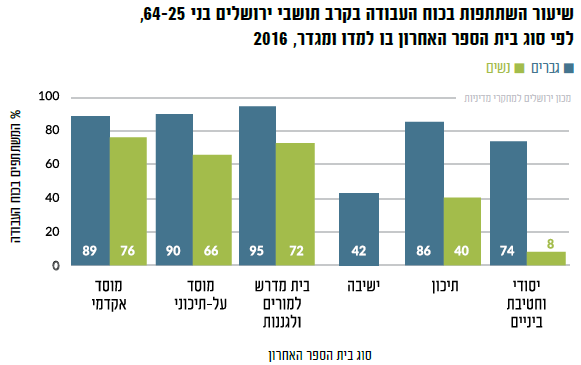 שיעור השתתפות בכוח העבודה בקרב תושבי ירושלים בני 64-25,
לפי סוג בית הספר האחרון בו למדו ומגדר, 2016
גברים נשים
מכון ירושלים למחקרי מדיניות
% המשתתפים בכוח העבודה
100
80
60
40
20
0
89 76 90 66 95 72 42 86 40 74 8
מוסד אקדמי
מוסד על-תיכוני
בית מדרש למורים ולגננות
ישיבה
תיכון
יסודי וחטיבת ביניים
סוג בית הספר האחרון